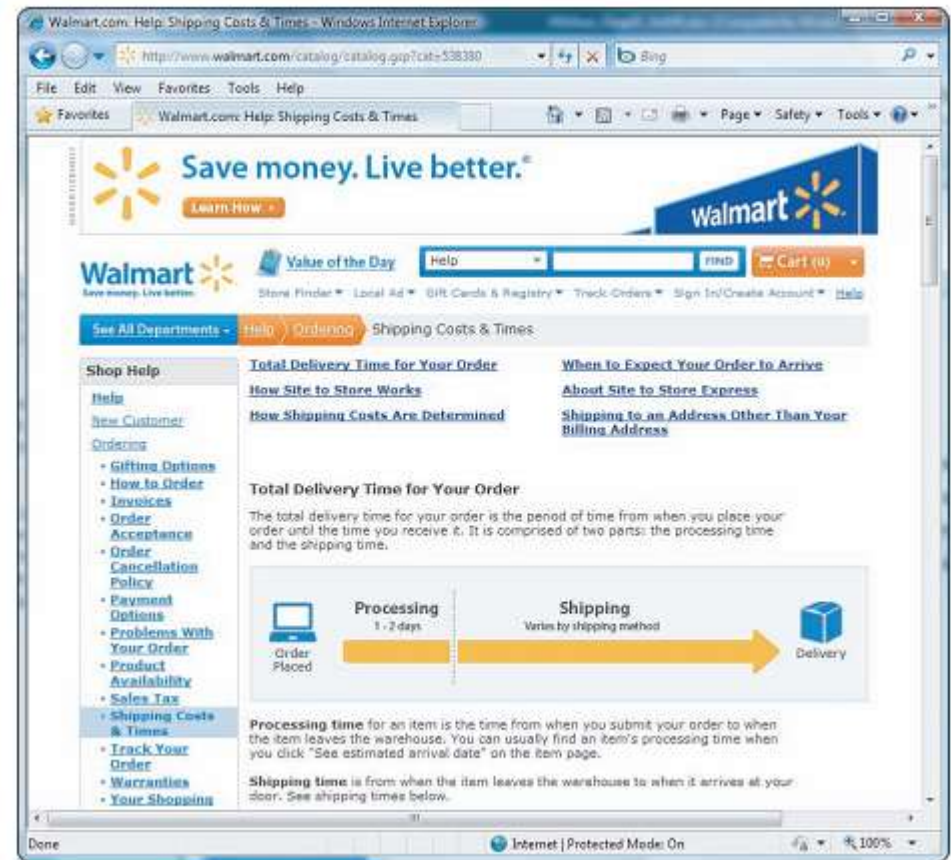 Walmart.com: Help: Shipping Costs & Times - Windows Internet Explorer
http://www.walmart.com/catalog/catalog.gsp?cat=538380
Bing
File Edit View Favorites Tools Help
Favorites Walmart.com: Help: Shipping Costs & Times Page Safety Tools
Save money. Live better.®
Learn How
Walmart
Walmart
Save money. Live better.
Value of the Day Help FIND Cart (0)
Store Finder Local Ad Gift Cards & Registry Track Orders Sign In/Create Account Help
See All Departments Help Ordering Shipping Costs & Times
Shop Help
Help
New Customer
Ordering
• Gifting Options
• How to Order
• Invoices
• Order
Acceptance
• Order
Cancellation
Policy
• Payment
Options
• Problems With
Your Order
• Product
Availability
• Sales Tax
• Shipping Costs
& Times
• Track Your
Order
• Warranties
• Your Shopping
Total Delivery Time for Your Order
When to Expect Your Order to Arrive
How Site to Store Works
About Site to Store Express
How Shipping Costs Are Determined
Shipping to an Address Other Than Your
Billing Address
Total Delivery Time for Your Order
The total delivery time for your order is the period of time from when you place your
order until the time you receive it. It is comprised of two parts: the processing time
and the shipping time.
Processing
1 - 2 days
Shipping
Varies by shipping method
Order
Placed
Delivery
Processing time for an item is the time from when you submit your order to when
the item leaves the warehouse. You can usually find an item's processing time when
you click "See estimated arrival date" on the item page.
Shipping time is from when the item leaves the warehouse to when it arrives at your
door. See shipping times below.
Done Internet | Protected Mode: On 100%